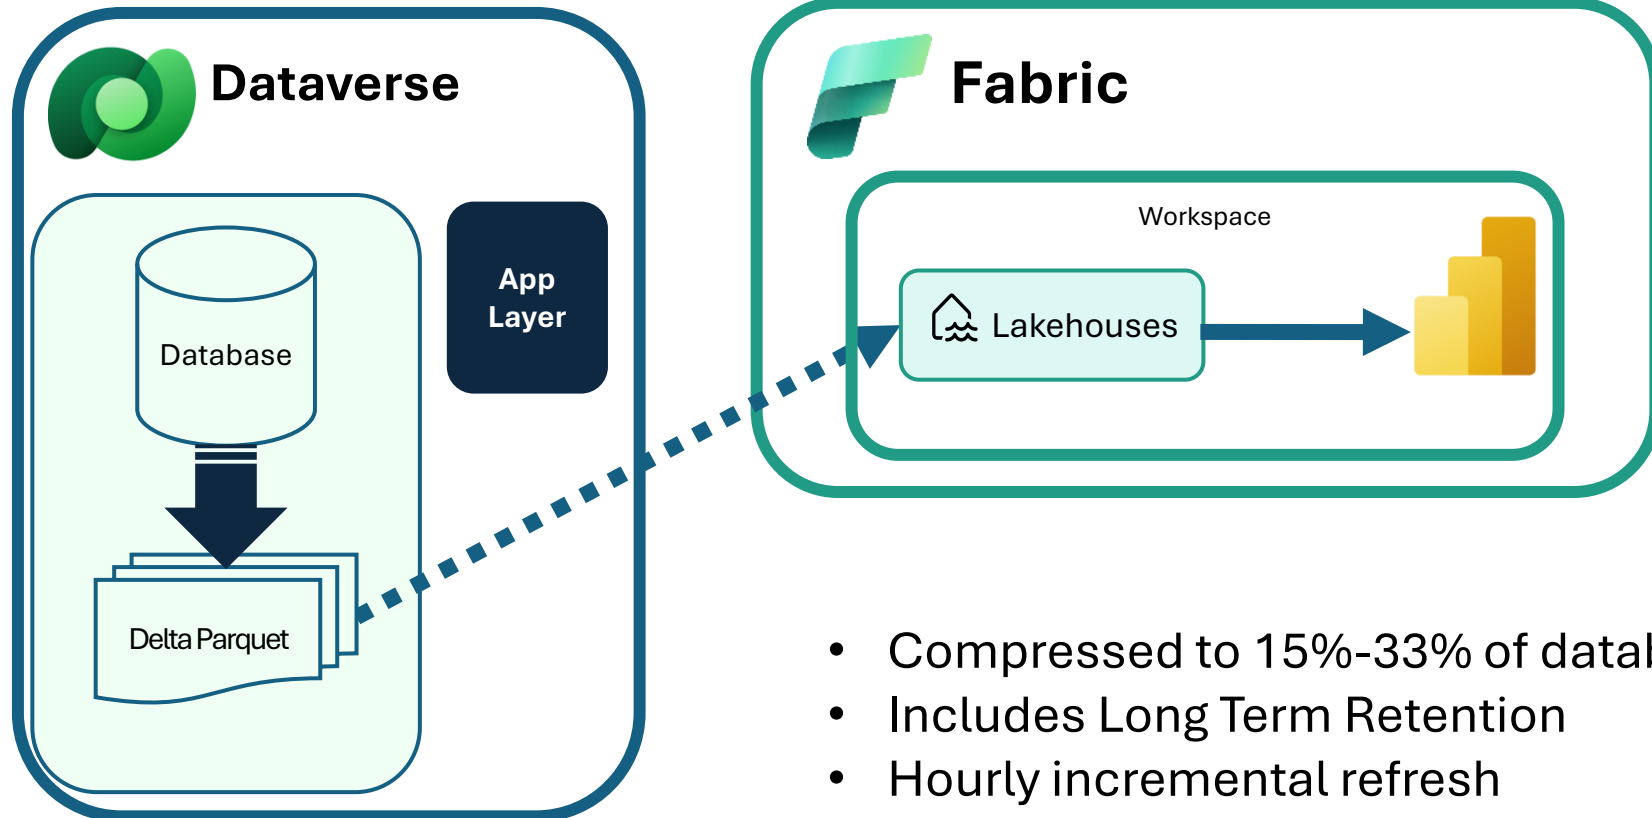 Dataverse
Database
Delta Parquet
App
Layer
Fabric
Workspace
Lakehouses
• Compressed to 15%-33% of
• Includes Long Term Retention
• Hourly incremental refresh